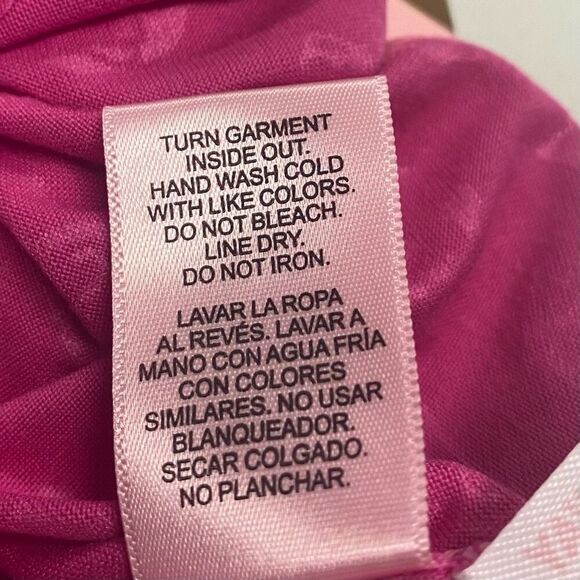 TURN GARMENT
INSIDE OUT.
HAND WASH COLD
WITH LIKE COLORS.
DO NOT BLEACH.
LINE DRY.
DO NOT IRON.
LAVAR LA ROPA
AL REVÉS. LAVAR A
MANO CON AGUA FRÍA
CON COLORES
SIMILARES. NO USAR
BLANQUEADOR.
SECAR COLGADO.
NO PLANCHAR.